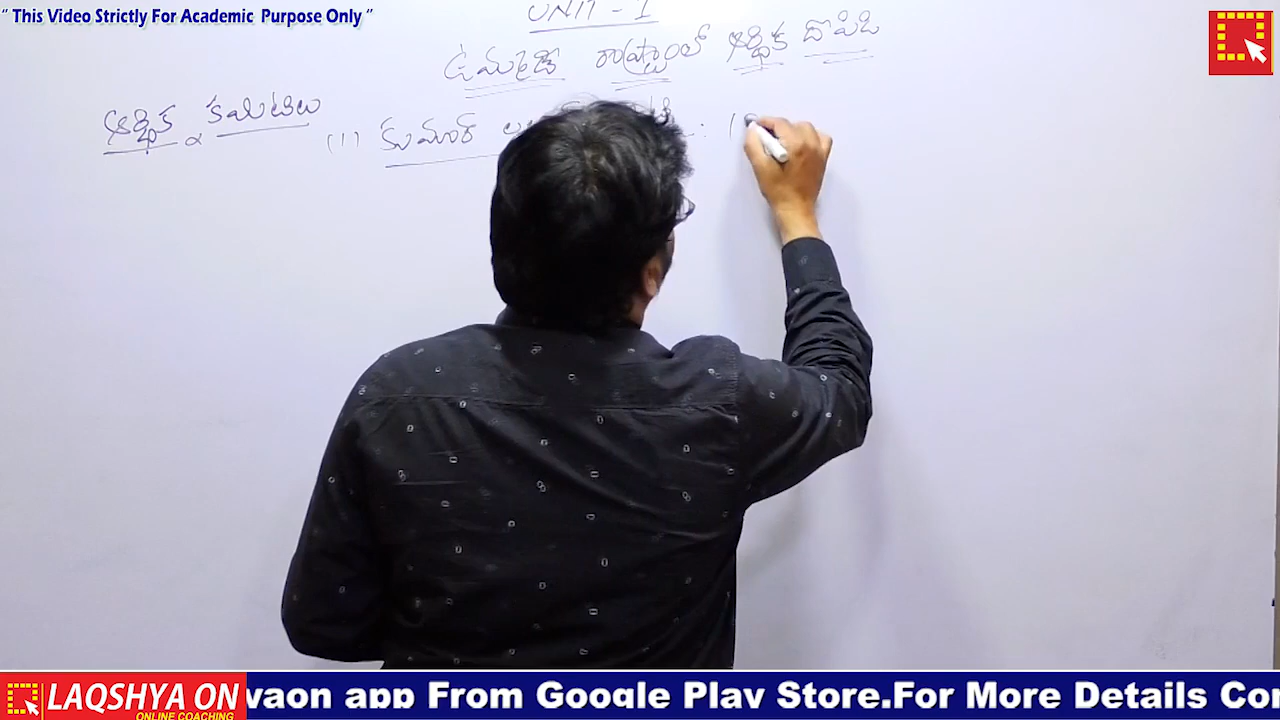 “ This Video Strictly For Academic Purpose Only ”
UNIT - I
ఉమ్మడి రాష్ట్రంలో ఆర్థిక దోపిడి
ఆర్థిక కమిటీలు
(1) కుమార్ : (
LAQSHYA ON
ONLINE COACHING
vaon app From Google Play Store.For More Details Cor